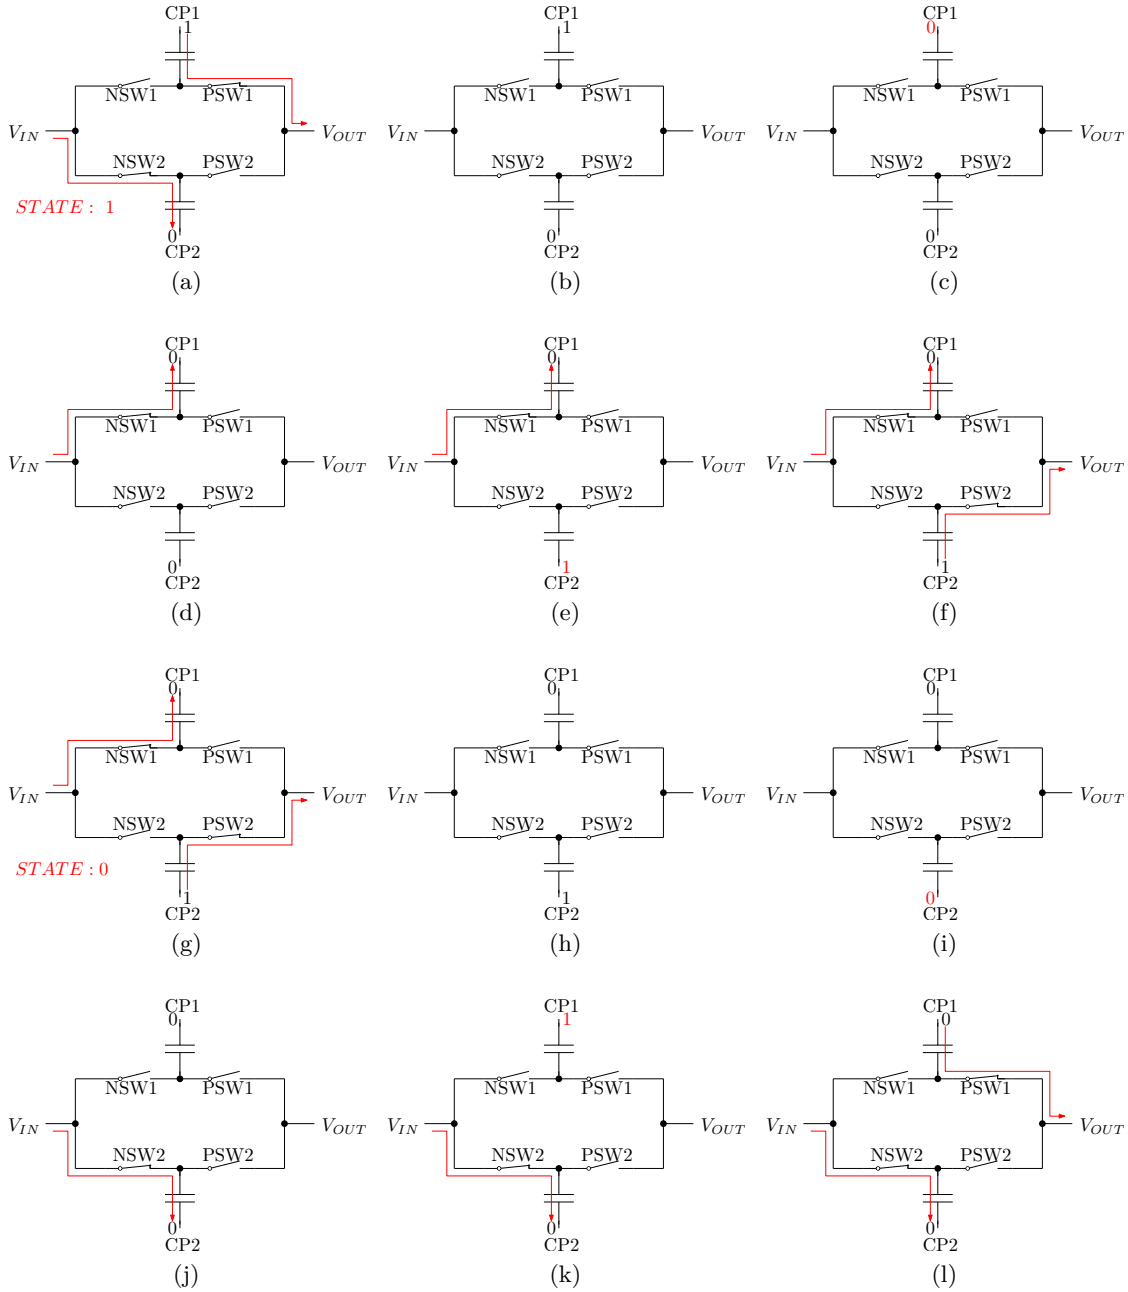 CP1 CP1 CP1
1 1 0
NSW1 PSW1 NSW1 PSW1 NSW1 PSW1
V_IN V_OUT V_IN V_OUT V_IN V_OUT
NSW2 PSW2 NSW2 PSW2 NSW2 PSW2
STATE : 1
0 0 0
CP2 CP2 CP2
(a) (b) (c)
CP1 CP1 CP1
0 0 0
NSW1 PSW1 NSW1 PSW1 NSW1 PSW1
V_IN V_OUT V_IN V_OUT V_IN V_OUT
NSW2 PSW2 NSW2 PSW2 NSW2 PSW2
0 1 1
CP2 CP2 CP2
(d) (e) (f)
CP1 CP1 CP1
0 0 0
NSW1 PSW1 NSW1 PSW1 NSW1 PSW1
V_IN V_OUT V_IN V_OUT V_IN V_OUT
NSW2 PSW2 NSW2 PSW2 NSW2 PSW2
STATE : 0
1 1 0
CP2 CP2 CP2
(g) (h) (i)
CP1 CP1 CP1
0 1 0
NSW1 PSW1 NSW1 PSW1 NSW1 PSW1
V_IN V_OUT V_IN V_OUT V_IN V_OUT
NSW2 PSW2 NSW2 PSW2 NSW2 PSW2
0 0 0
CP2 CP2 CP2
(j) (k) (l)